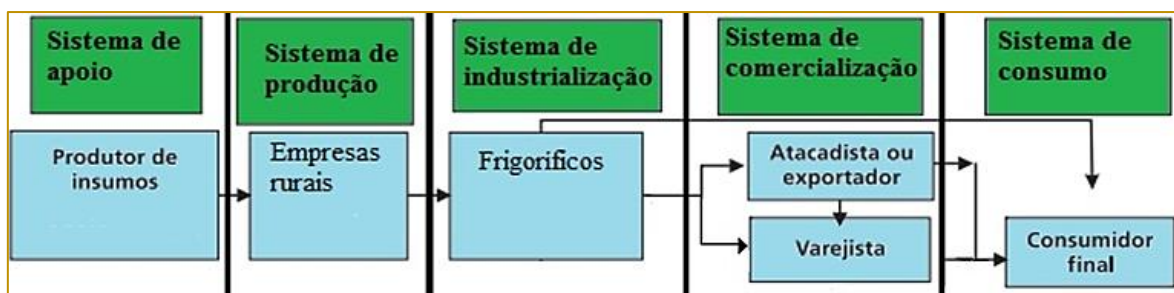 Sistema de
apoio
Sistema de
produção
Sistema de
industrialização
Sistema de
comercialização
Sistema de
consumo
Produtor de
insumos
Empresas
rurais
Frigorificos
Atacadista ou
exportador
Varejista
Consumidor
final